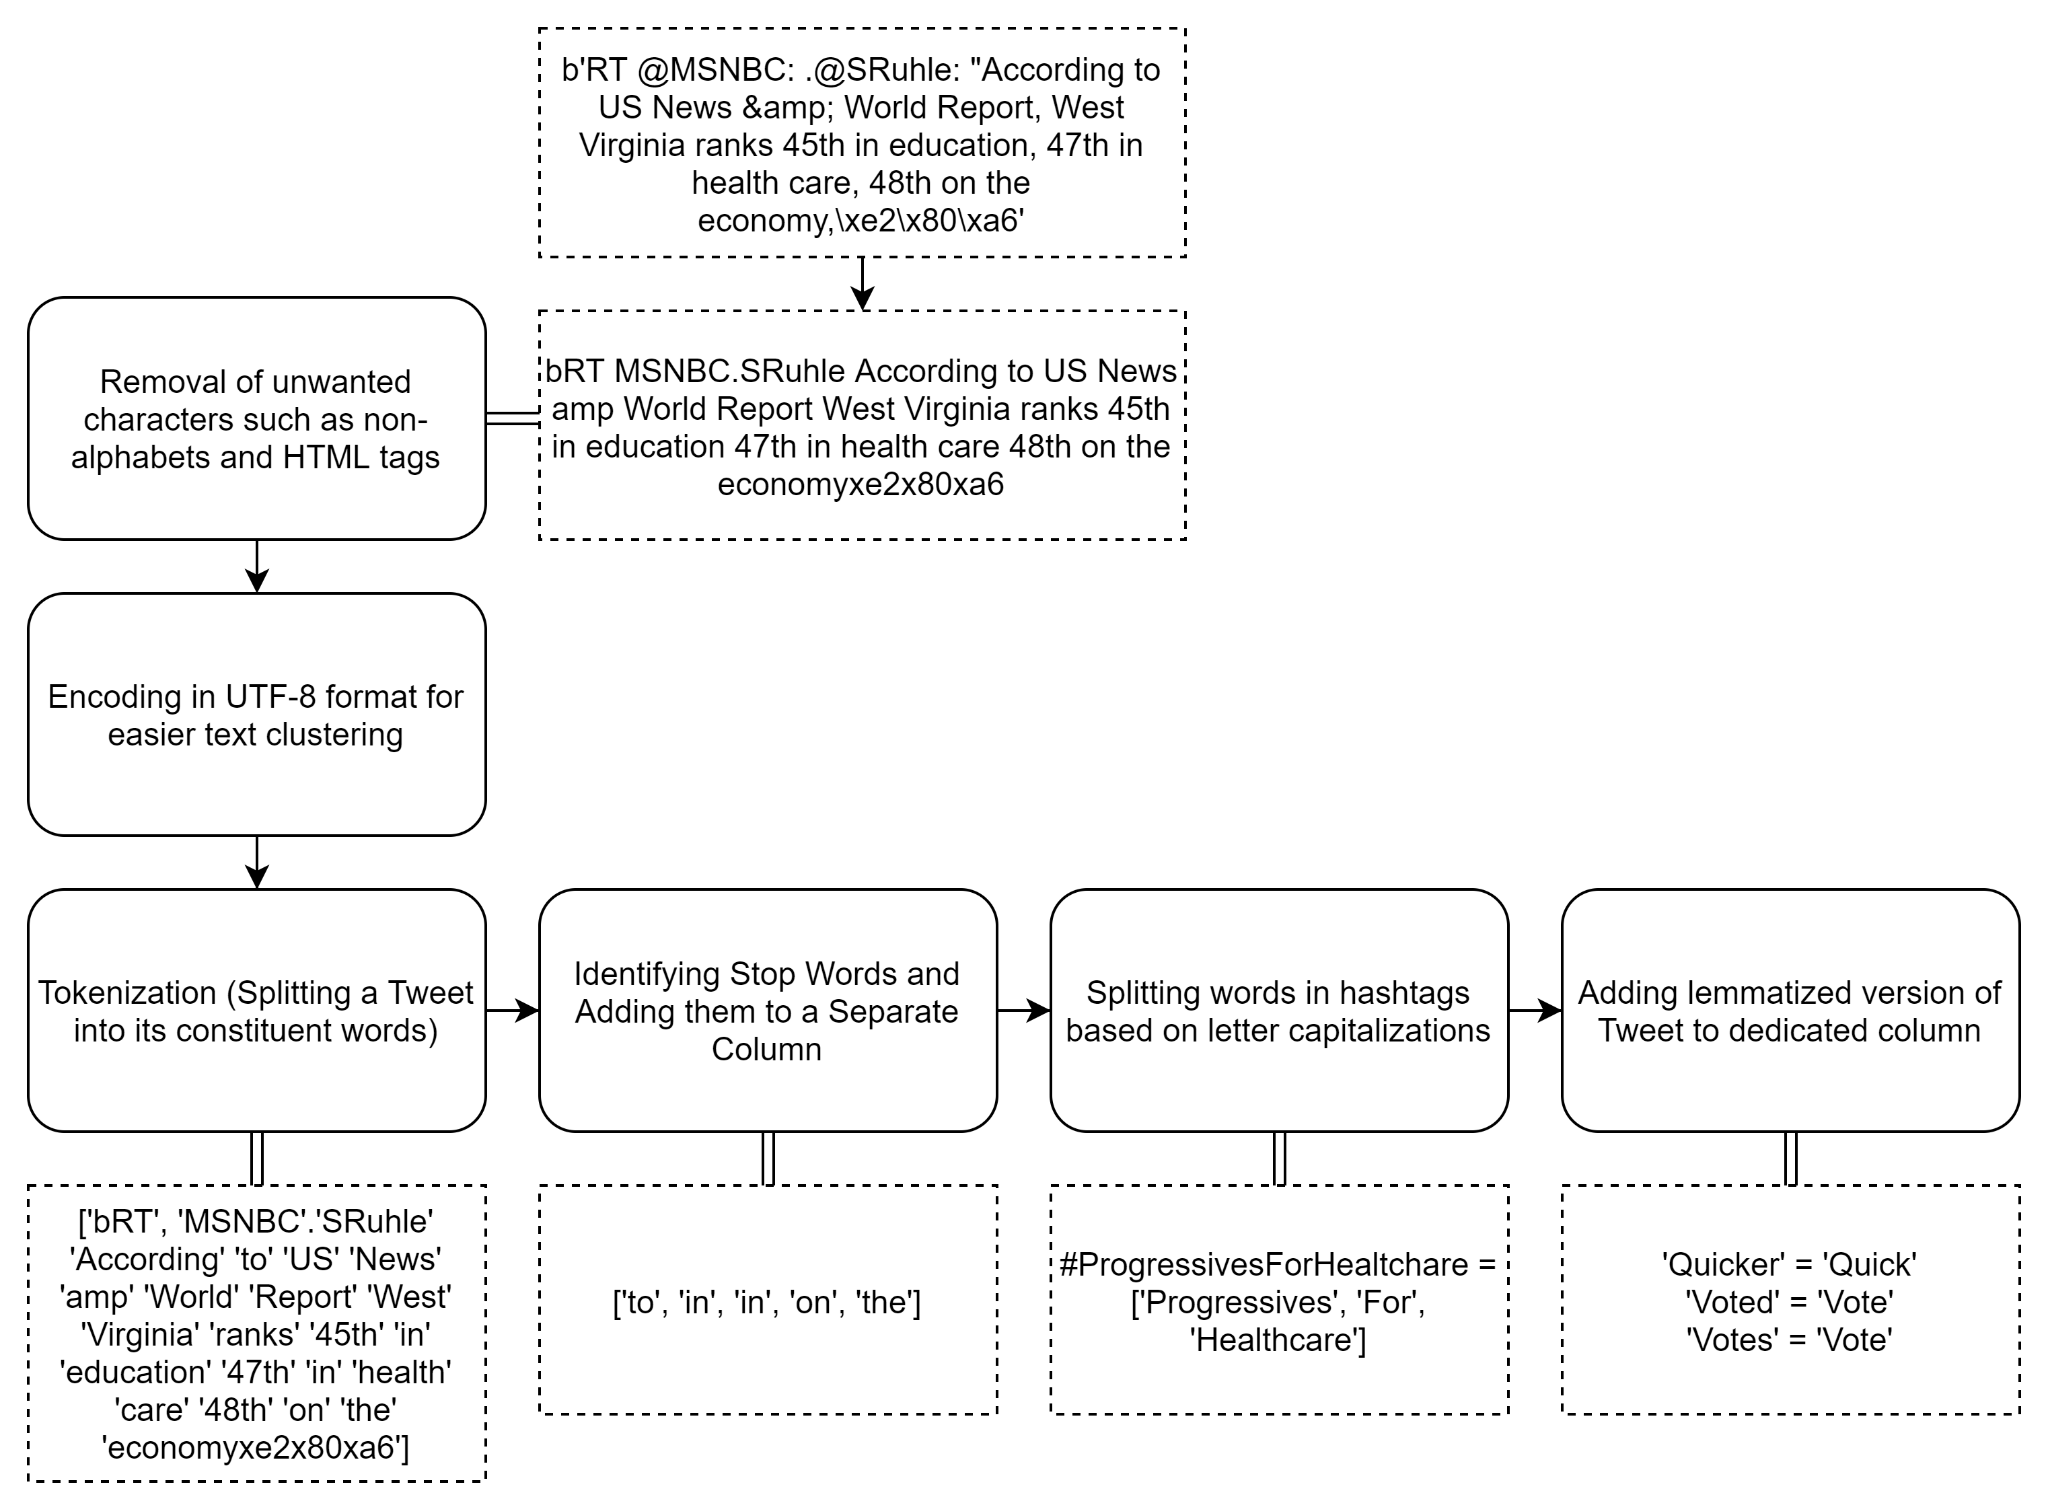 b'RT @MSNBC: .@SRuhle: "According to
US News &amp; World Report, West
Virginia ranks 45th in education, 47th in
health care, 48th on the
economy,\xe2\x80\xa6'
Removal of unwanted
characters such as non-
alphabets and HTML tags
bRT MSNBC.SRuhle According to US News
amp World Report West Virginia ranks 45th
in education 47th in health care 48th on the
economyxe2x80xa6
Encoding in UTF-8 format for
easier text clustering
Tokenization (Splitting a Tweet
into its constituent words)
Identifying Stop Words and
Adding them to a Separate
Column
Splitting words in hashtags
based on letter capitalizations
Adding lemmatized version of
Tweet to dedicated column
['bRT', 'MSNBC'.'SRuhle'
'According' 'to' 'US' 'News'
'amp' 'World' 'Report' 'West'
'Virginia' 'ranks' '45th' 'in'
'education' '47th' 'in' 'health'
'care' '48th' 'on' 'the'
'economyxe2x80xa6']
['to', 'in', 'in', 'on', 'the']
#ProgressivesForHealtchare =
['Progressives', 'For',
'Healthcare']
'Quicker' = 'Quick'
'Voted' = 'Vote'
'Votes' = 'Vote'